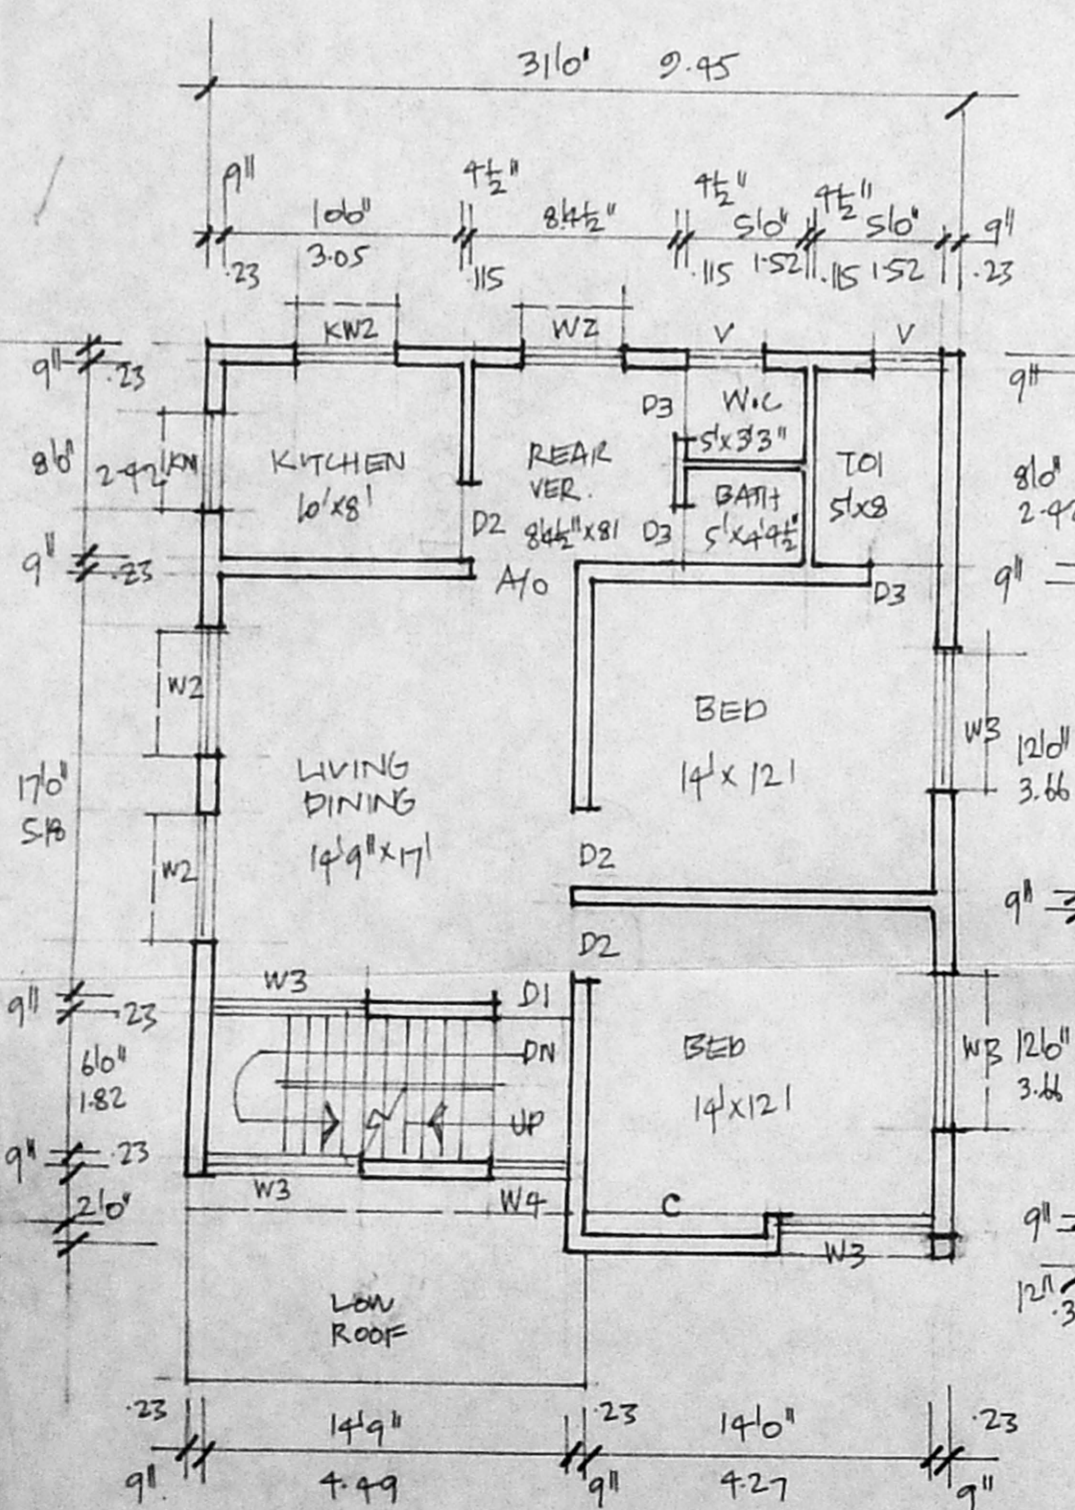 31'0" 9.45
9" 4½" 4½" 4½"
10'0" 8'4½" 5'0" 5'0" 9"
.23 3.05 .115 .115 1.52 .115 1.52 .23
KW2 W2 V V
9" .23 9"
D3 W.C
5'x3'3"
8'0" 2.42 KITCHEN REAR TOI 8'0"
10'x8' VER. BATH 5'x8
D2 8'4½"x8' D3 5'x4'4½"
9" .23 A/O 9"
D3
W2 BED
W3 12'0"
LIVING 14'x12' 3.66
17'0" DINING
5.18 14'9"x17'
W2 D2
9"
D2
W3 D1
9" .23
6'0" DN BED W3 12'0"
1.82 14'x12' 3.66
UP
9" .23
W3 W4 C
2'0" 9"
W3
LOW 12"
ROOF
.23 14'9" .23 14'0" .23
9" 4.49 9" 4.27 9"